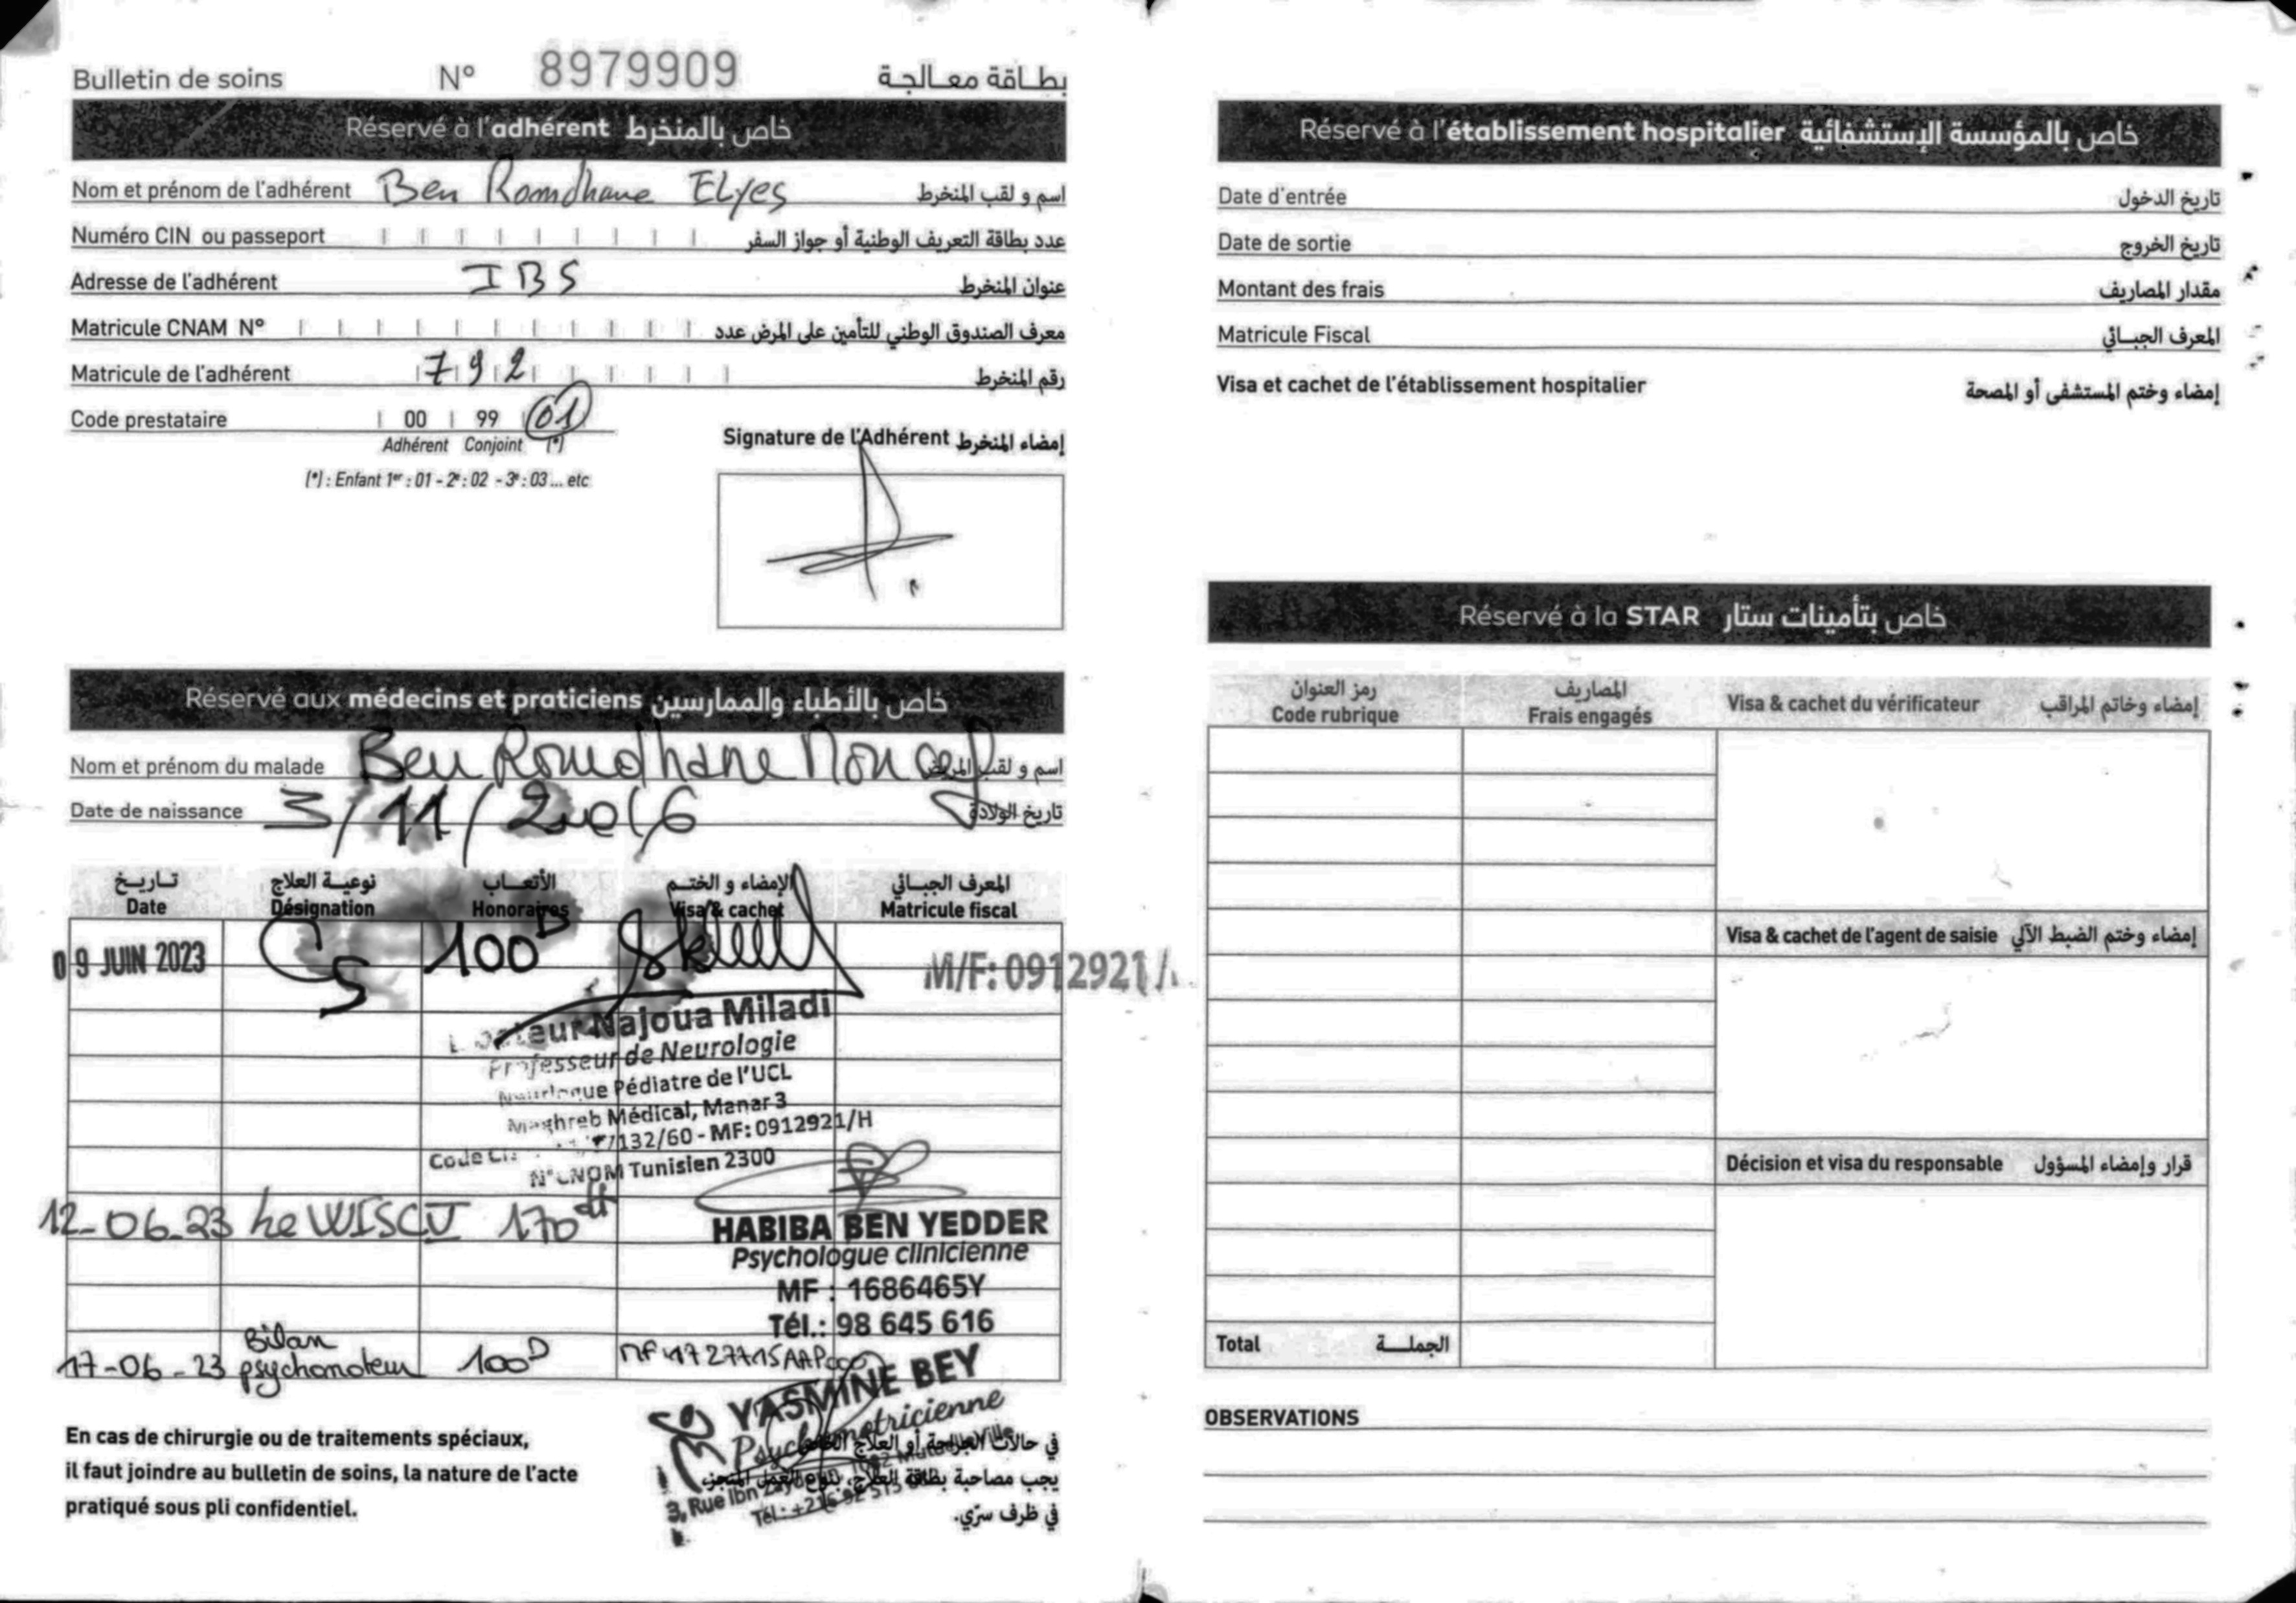 Bulletin de soins N° 8979909 بطاقة معالجة
Réservé à l'adhérent خاص بالمنخرط
Nom et prénom de l'adhérent Ben Romdhane ELyes اسم و لقب المنخرط
Numéro CIN ou passeport عدد بطاقة التعريف الوطنية أو جواز السفر
Adresse de l'adhérent IBS عنوان المنخرط
Matricule CNAM N° معرف الصندوق الوطني للتأمين على المرض عدد
Matricule de l'adhérent 792 رقم المنخرط
Code prestataire 00 99 01
Adhérent Conjoint (*)
(*) : Enfant 1er : 01 - 2e : 02 - 3e : 03 ... etc
Signature de l'Adhérent إمضاء المنخرط
Réservé aux médecins et praticiens خاص بالأطباء والممارسين
Nom et prénom du malade Ben Romdhane Moncef اسم و لقب المريض
Date de naissance 3/11/2016 تاريخ الولادة
تاريخ نوعية العلاج الأتعاب الإمضاء و الختم المعرف الجبائي
Date Désignation Honoraires Visa & cachet Matricule fiscal
09 JUIN 2023 CS 100D M/F: 0912921/
Docteur Najoua Miladi
Professeur de Neurologie
Neurologue Pédiatre de l'UCL
Maghreb Médical, Manar 3
Code /132/60 - MF: 0912921/H
N° CNOM Tunisien 2300
12-06-23 Le WISC V 170 dt
HABIBA BEN YEDDER
Psychologue clinicienne
MF : 1686465Y
Tél.: 98 645 616
17-06-23 Bilan psychomoteur 100D MF 1727715AAP000
YASMINE BEY
Psychomotricienne
3, Rue Ibn
Tél : +216 92 513
En cas de chirurgie ou de traitements spéciaux,
il faut joindre au bulletin de soins, la nature de l'acte
pratiqué sous pli confidentiel.
في حالات الجراحة أو العلاج
يجب مصاحبة بطاقة العلاج، بنوع العمل المنجز،
في ظرف سرّي.
Réservé à l'établissement hospitalier خاص بالمؤسسة الإستشفائية
Date d'entrée تاريخ الدخول
Date de sortie تاريخ الخروج
Montant des frais مقدار المصاريف
Matricule Fiscal المعرف الجبائي
Visa et cachet de l'établissement hospitalier إمضاء وختم المستشفى أو المصحة
Réservé à la STAR خاص بتأمينات ستار
رمز العنوان المصاريف
Code rubrique Frais engagés Visa & cachet du vérificateur إمضاء وخاتم المراقب
Visa & cachet de l'agent de saisie إمضاء وختم الضبط الآلي
Décision et visa du responsable قرار وإمضاء المسؤول
Total الجملة
OBSERVATIONS